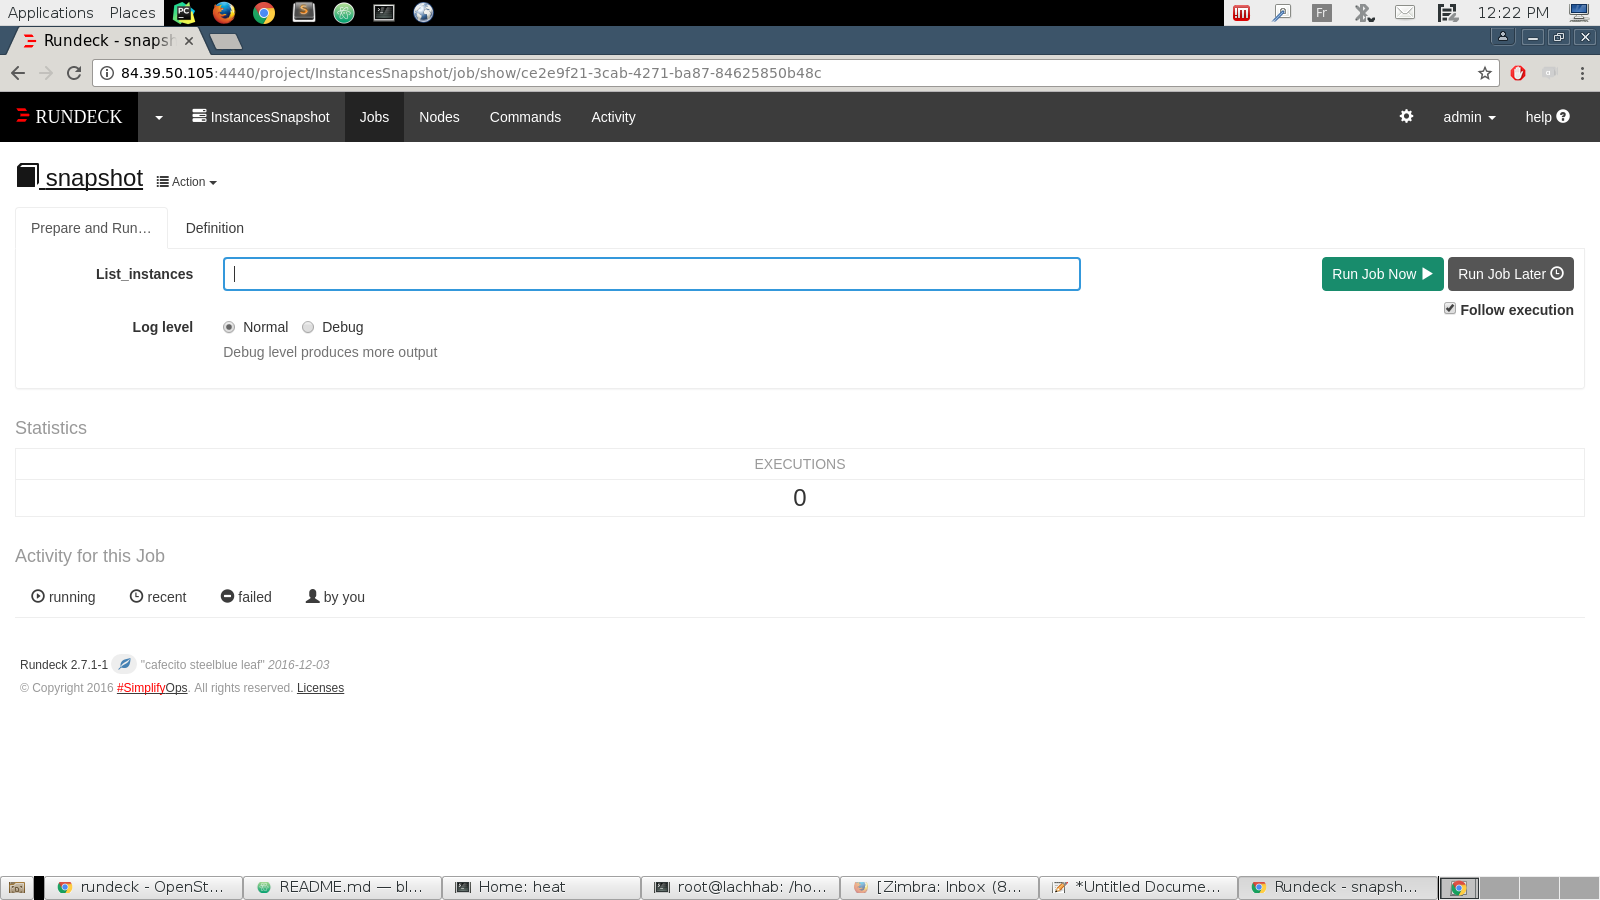 Applications Places
Fr
12:22 PM
Rundeck - snapsh
84.39.50.105:4440/project/InstancesSnapshot/job/show/ce2e9f21-3cab-4271-ba87-84625850b48c
RUNDECK InstancesSnapshot Jobs Nodes Commands Activity admin help
snapshot Action
Prepare and Run… Definition
List_instances Run Job Now Run Job Later
Follow execution
Log level Normal Debug
Debug level produces more output
Statistics
EXECUTIONS
0
Activity for this Job
running recent failed by you
Rundeck 2.7.1-1 "cafecito steelblue leaf" 2016-12-03
© Copyright 2016 #SimplifyOps. All rights reserved. Licenses
rundeck - OpenSt... README.md — bl... Home: heat root@lachhab: /ho... [Zimbra: Inbox (8... *Untitled Docume... Rundeck - snapsh...